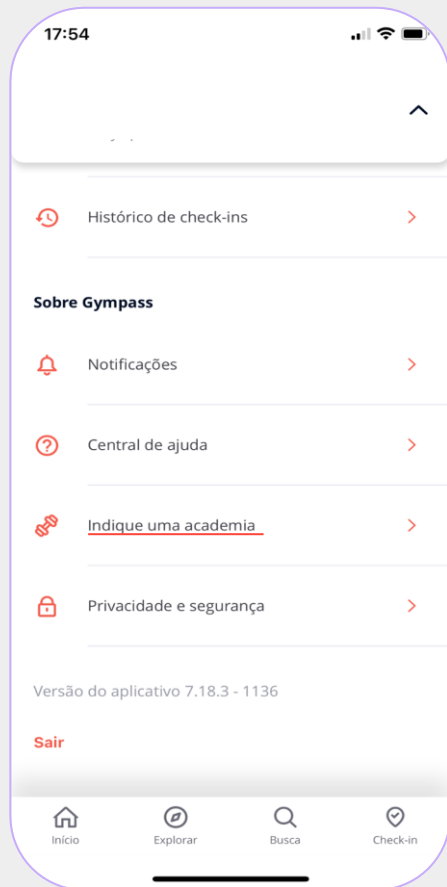 17:54
Histórico de check-ins
Sobre Gympass
Notificações
Central de ajuda
Indique uma academia
Privacidade e segurança
Versão do aplicativo 7.18.3 - 1136
Sair
Início
Explorar
Busca
Check-in